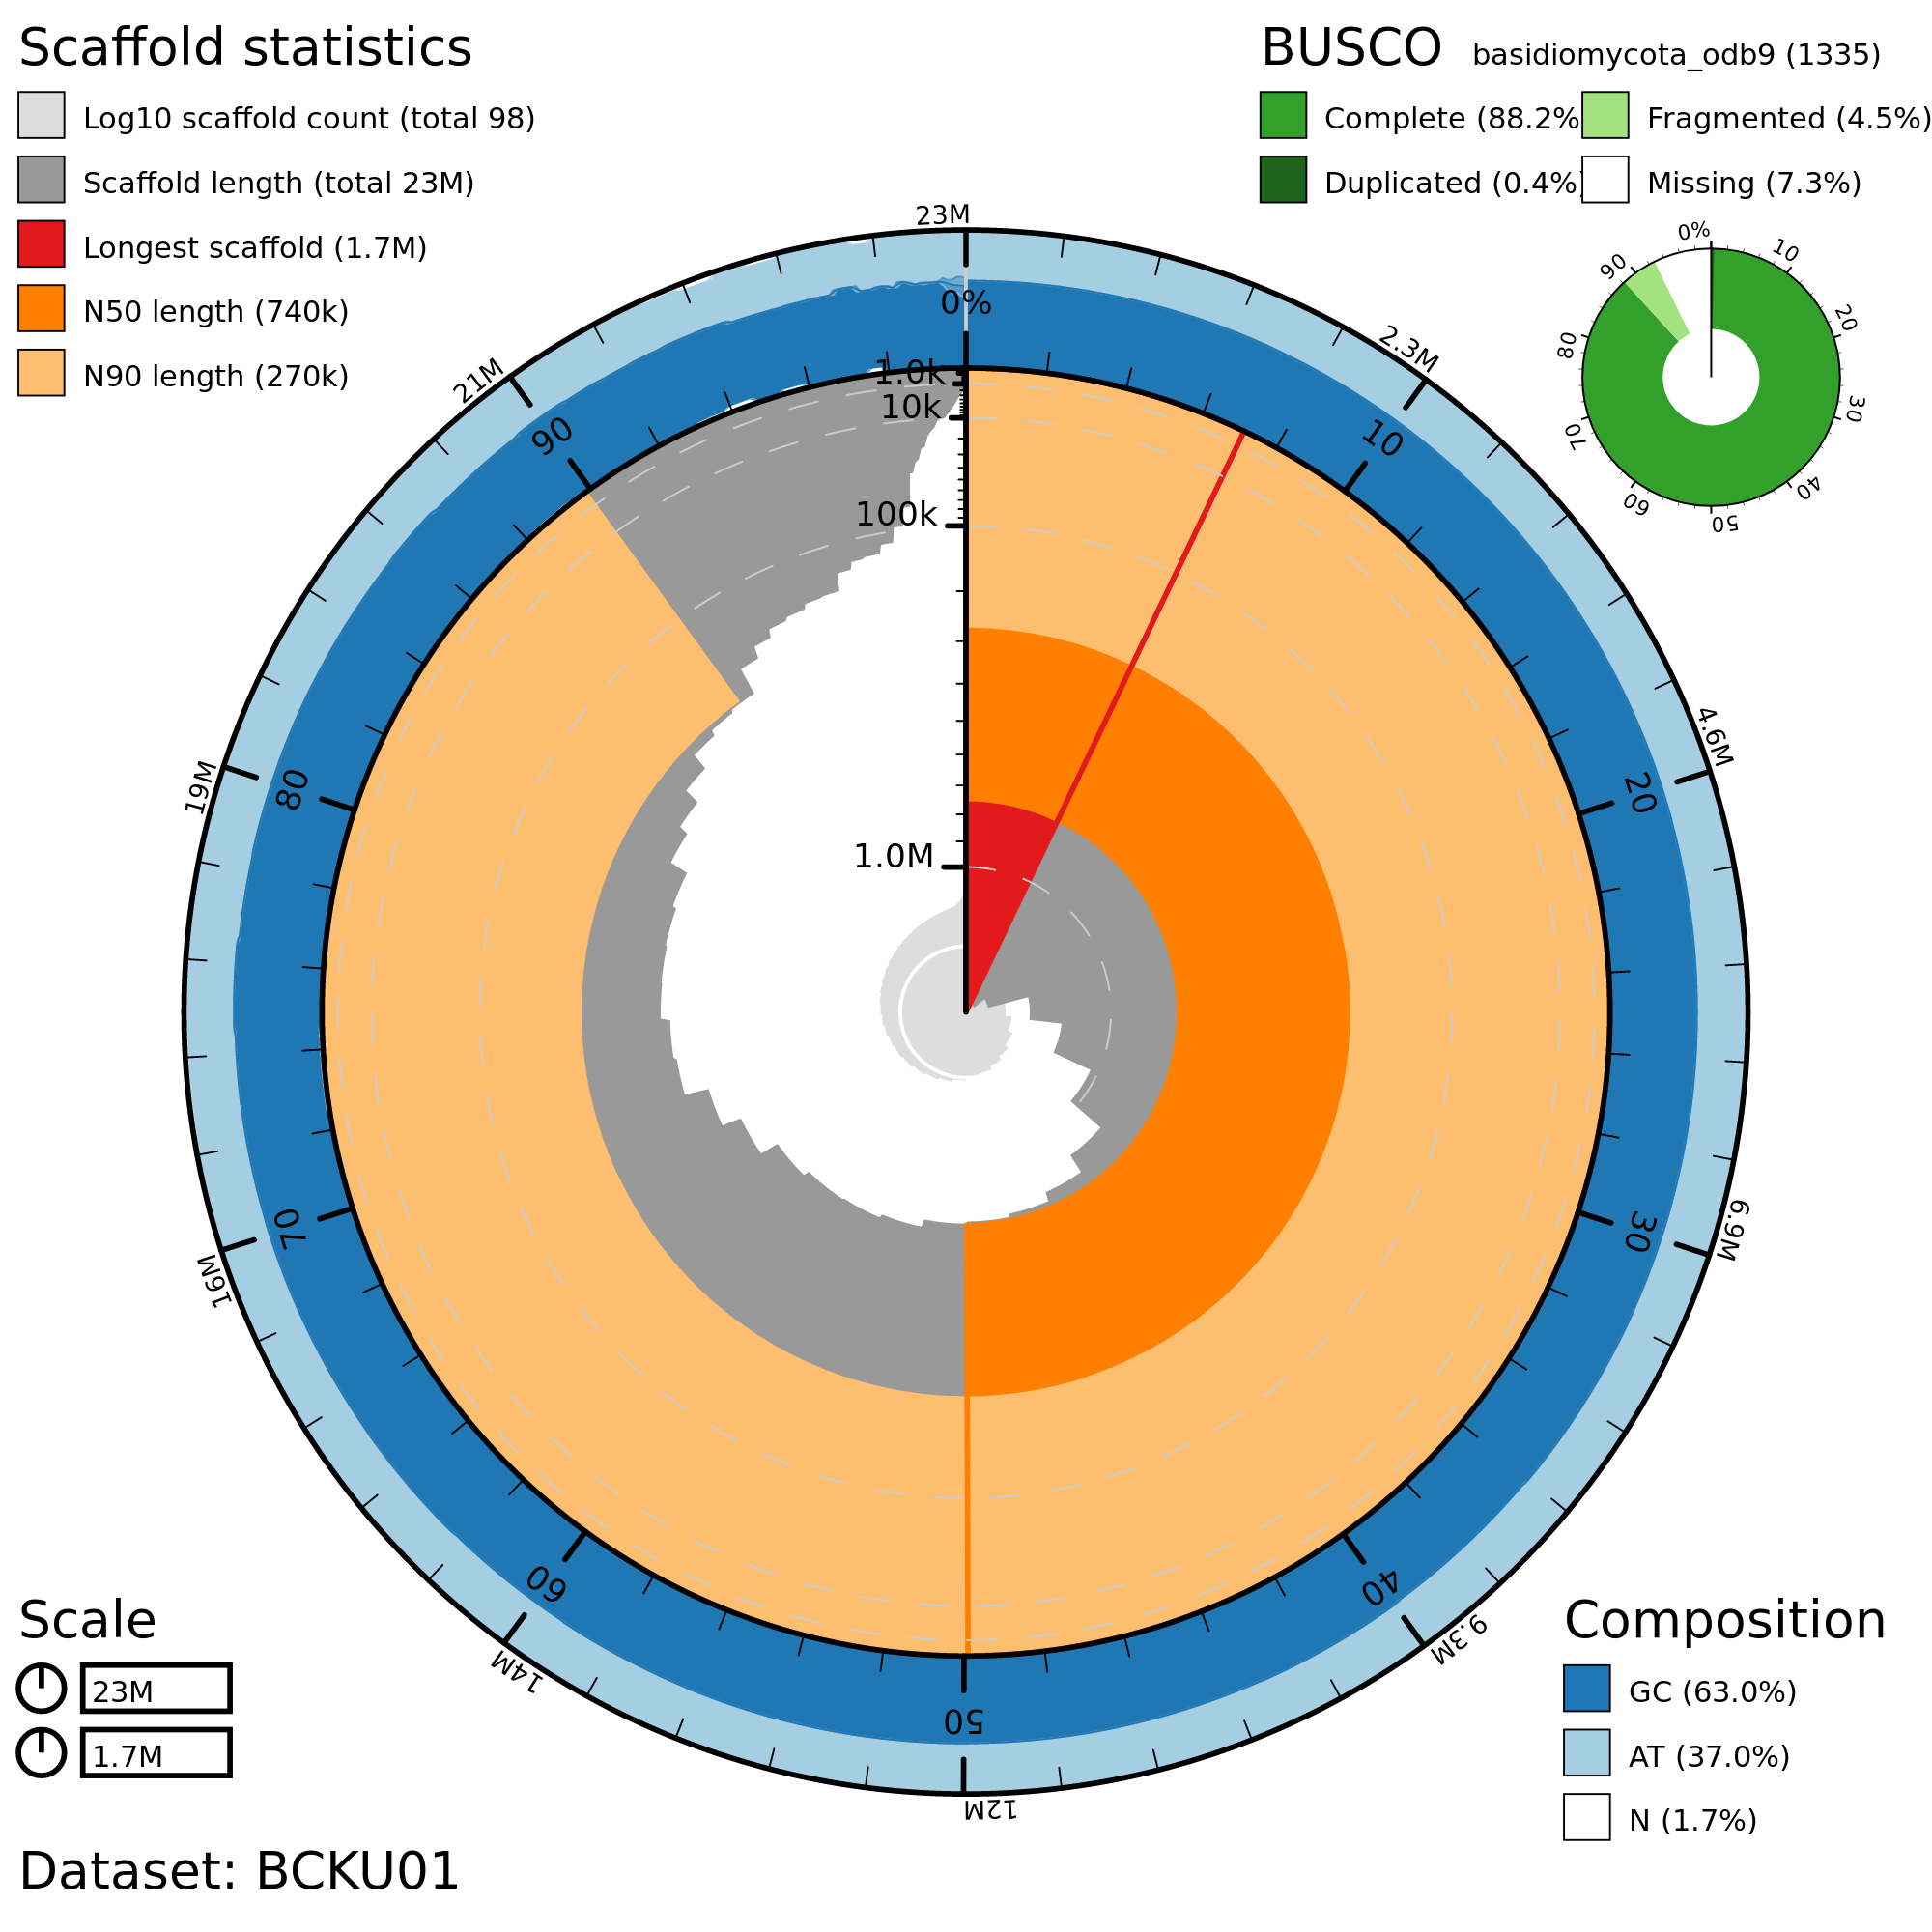 Scaffold statistics
Log10 scaffold count (total 98)
Scaffold length (total 23M)
Longest scaffold (1.7M)
N50 length (740k)
N90 length (270k)
BUSCO basidiomycota_odb9 (1335)
Complete (88.2%
Fragmented (4.5%)
Duplicated (0.4%)
Missing (7.3%)
0%
10
20
30
40
50
60
70
80
90
23M
2.3M
4.6M
6.9M
9.3M
12M
14M
16M
19M
21M
0%
10
20
30
40
50
60
70
80
90
1.0k
10k
100k
1.0M
Scale
23M
1.7M
Composition
GC (63.0%)
AT (37.0%)
N (1.7%)
Dataset: BCKU01